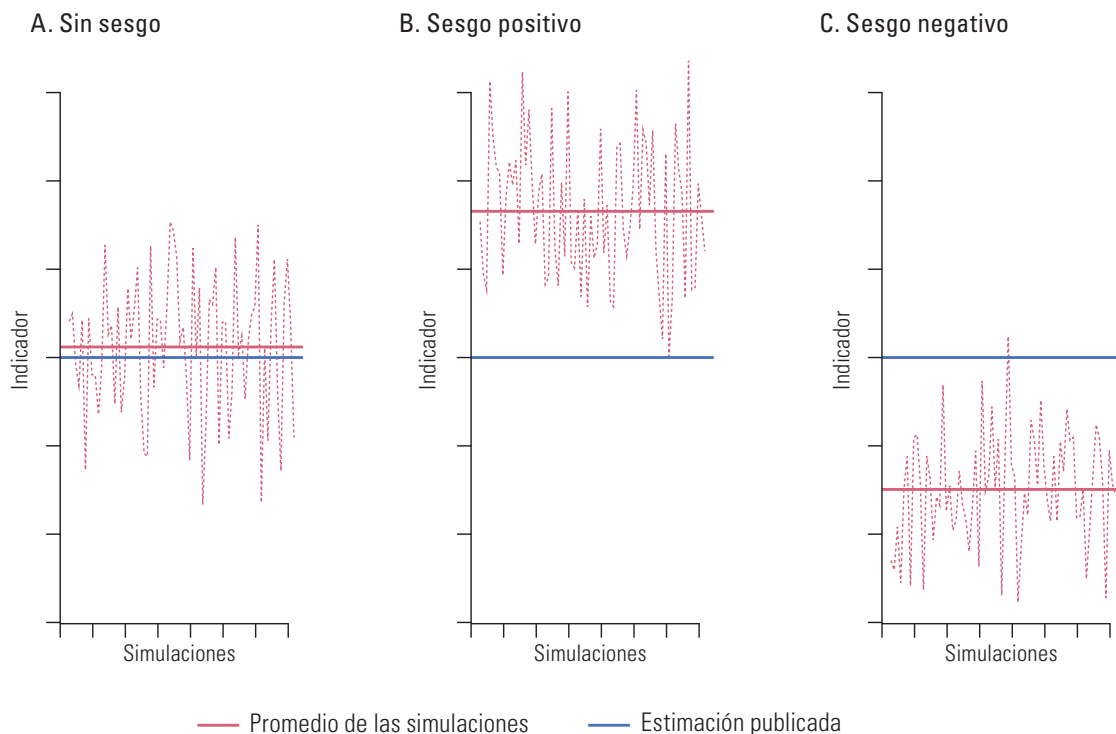 A. Sin sesgo
B. Sesgo positivo
C. Sesgo negativo
Indicador
Indicador
Indicador
Simulaciones
Simulaciones
Simulaciones
Promedio de las simulaciones
Estimación publicada